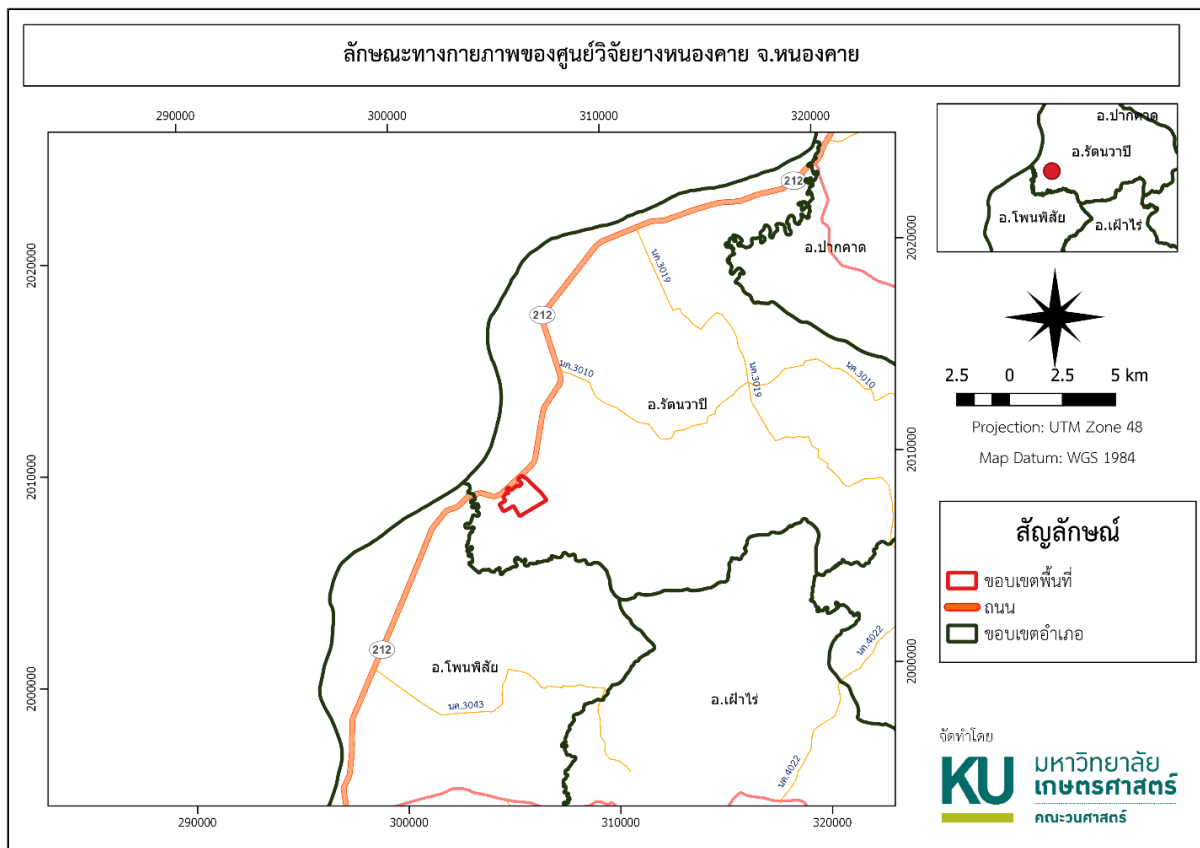 ลักษณะทางกายภาพของศูนย์วิจัยยางหนองคาย จ.หนองคาย
290000 300000 310000 320000
อ.ปากคาด
อ.รัตนวาปี
อ.โพนพิสัย
อ.เฝ้าไร่
212
2020000
2020000
อ.ปากคาด
นค.3019
212
นค.3010
นค.3019
นค.3010
อ.รัตนวาปี
2.5 0 2.5 5 km
Projection: UTM Zone 48
Map Datum: WGS 1984
2010000
2010000
สัญลักษณ์
ขอบเขตพื้นที่
ถนน
ขอบเขตอำเภอ
212
อ.โพนพิสัย
นค.4022
2000000
2000000
นค.3043
อ.เฝ้าไร่
นค.4022
จัดทำโดย
KU
มหาวิทยาลัย
เกษตรศาสตร์
คณะวนศาสตร์
290000 300000 310000 320000